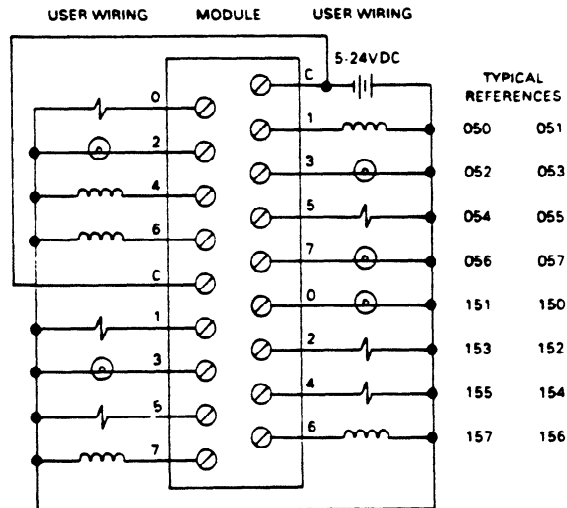 USER WIRING MODULE USER WIRING
5-24VDC
TYPICAL
REFERENCES
C
0
1 050 051
2
3 052 053
4
5 054 055
6
7 056 057
C
0 151 150
1
2 153 152
3
4 155 154
5
6 157 156
7